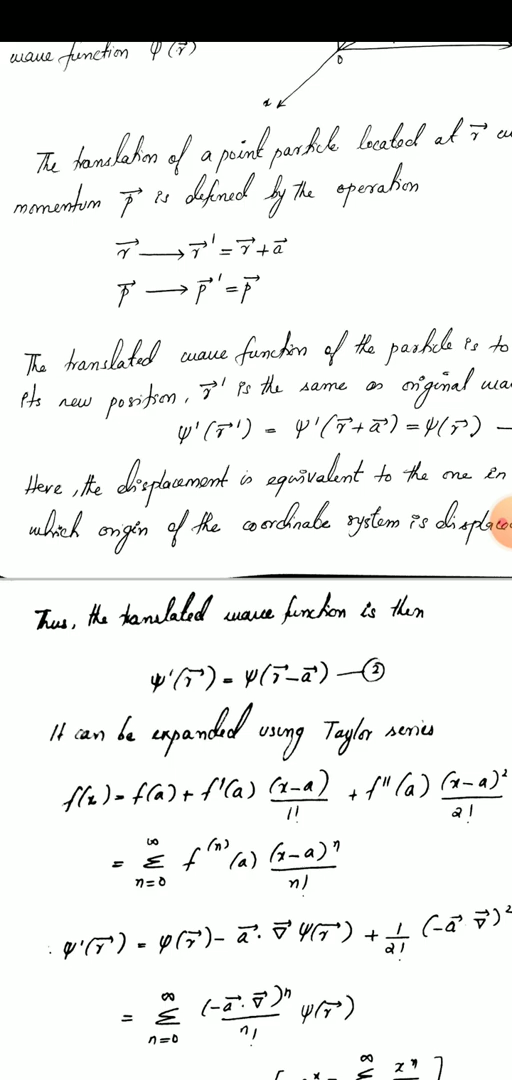 wave function ψ(r⃗)
0
x
The translation of a point particle located at r⃗
momentum p⃗ is defined by the operation
r⃗ ⟶ r⃗' = r⃗ + a⃗
p⃗ ⟶ p⃗' = p⃗
The translated wave function of the particle is to
its new position, r⃗' is the same as original
ψ'(r⃗') = ψ'(r⃗ + a⃗) = ψ(r⃗) —
Here, the displacement is equivalent to the one in
which origin of the coordinate system is
Thus, the translated wave function is then
ψ'(r⃗) = ψ(r⃗ − a⃗) — ②
It can be expanded using Taylor series
f(x) = f(a) + f'(a) (x−a)/1! + f''(a) (x−a)²/2!
= Σ_{n=0}^{∞} f^{(n)}(a) (x−a)ⁿ/n!
∴ ψ'(r⃗) = ψ(r⃗) − a⃗·∇⃗ ψ(r⃗) + 1/2! (−a⃗ ∇⃗)²
= Σ_{n=0}^{∞} (−a⃗·∇⃗)ⁿ/n! ψ(r⃗)